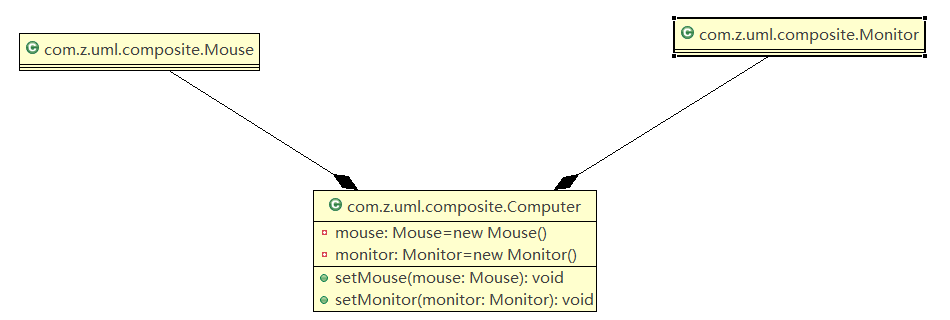 com.z.uml.composite.Mouse
com.z.uml.composite.Monitor
com.z.uml.composite.Computer
mouse: Mouse=new Mouse()
monitor: Monitor=new Monitor()
setMouse(mouse: Mouse): void
setMonitor(monitor: Monitor): void